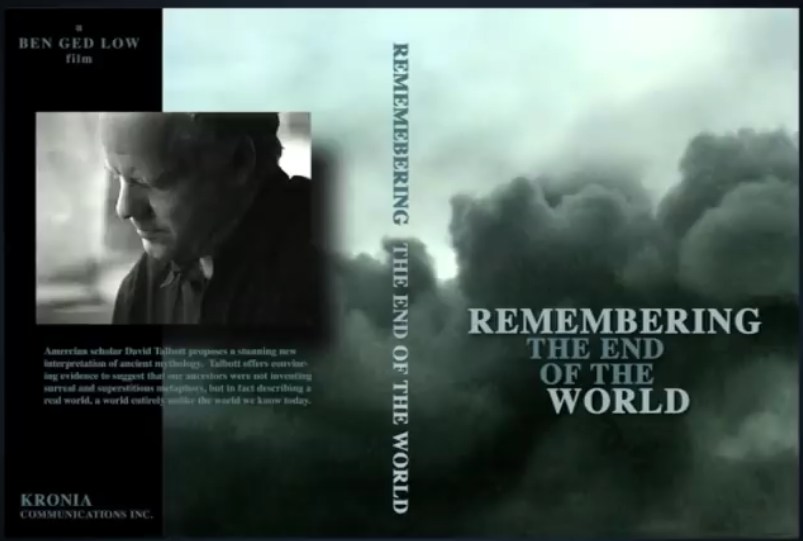 a
BEN GED LOW
film
Amercian scholar David Talbott proposes a stunning new
interpretation of ancient mythology. Talbott offers convinc-
ing evidence to suggest that our ancestors were not inventing
surreal and superstitious metaphors, but in fact describing a
real world, a world entirely unlike the world we know today.
KRONIA
COMMUNICATIONS INC.
REMEMEBERING THE END OF THE WORLD
REMEMBERING
THE END
OF THE
WORLD